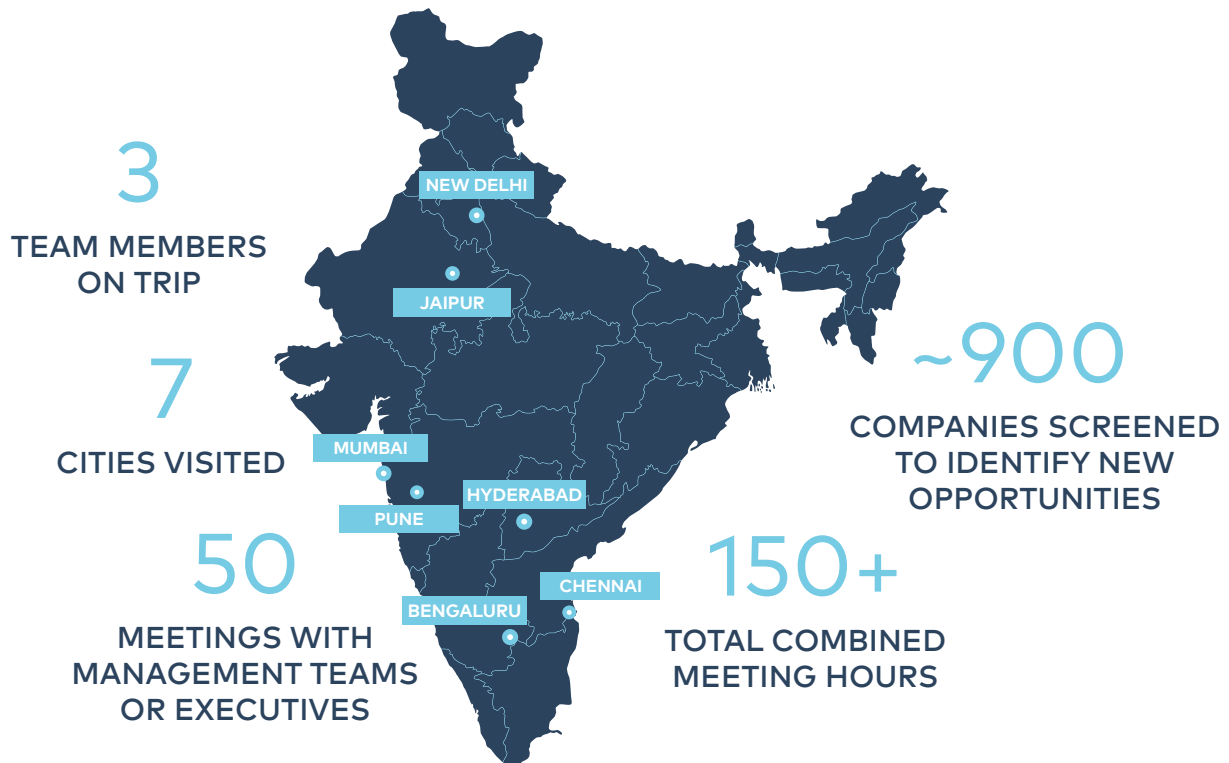 3
TEAM MEMBERS
ON TRIP
7
CITIES VISITED
50
MEETINGS WITH
MANAGEMENT TEAMS
OR EXECUTIVES
NEW DELHI
JAIPUR
MUMBAI
PUNE
HYDERABAD
CHENNAI
BENGALURU
~900
COMPANIES SCREENED
TO IDENTIFY NEW
OPPORTUNITIES
150+
TOTAL COMBINED
MEETING HOURS